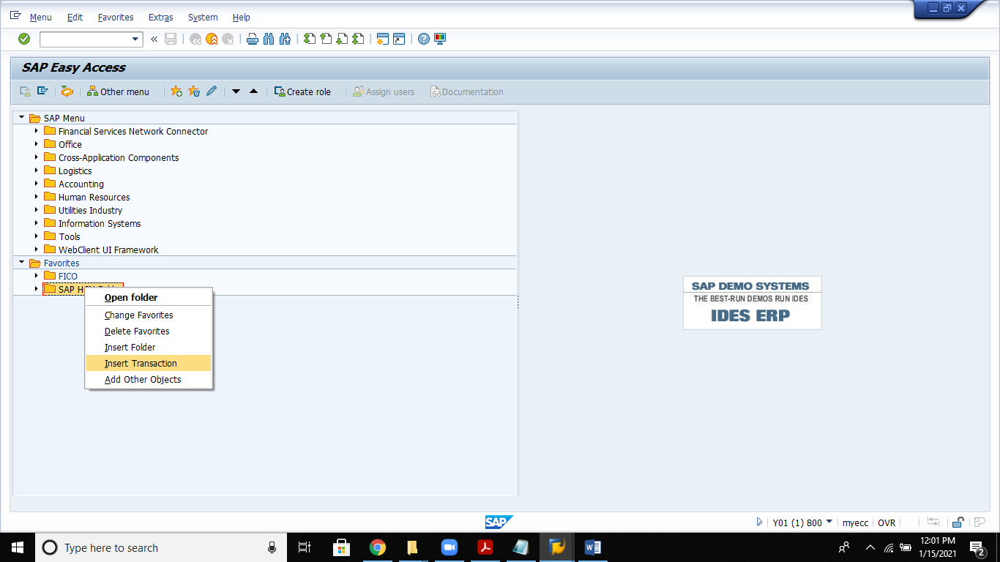 Menu Edit Favorites Extras System Help
SAP Easy Access
Other menu Create role Assign users Documentation
SAP Menu
Financial Services Network Connector
Office
Cross-Application Components
Logistics
Accounting
Human Resources
Utilities Industry
Information Systems
Tools
WebClient UI Framework
Favorites
FICO
SAP
Open folder
Change Favorites
Delete Favorites
Insert Folder
Insert Transaction
Add Other Objects
SAP DEMO SYSTEMS
THE BEST-RUN DEMOS RUN IDES
IDES ERP
SAP
Y01 (1) 800 myecc OVR
Type here to search
12:01 PM
1/15/2021
2